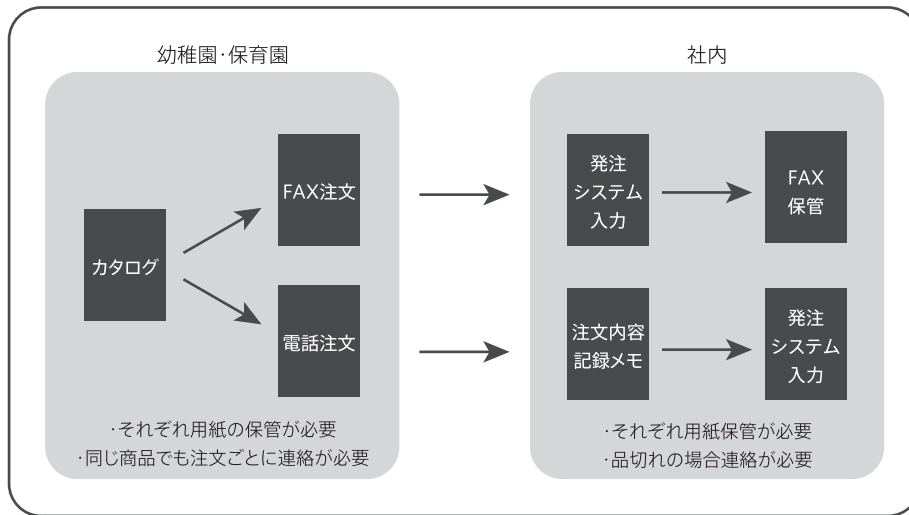 幼稚園·保育園
カタログ
FAX注文
電話注文
·それぞれ用紙の保管が必要
·同じ商品でも注文ごとに連絡が必要
社内
発注
システム
入力
FAX
保管
注文内容
記録メモ
発注
システム
入力
·それぞれ用紙保管が必要
·品切れの場合連絡が必要